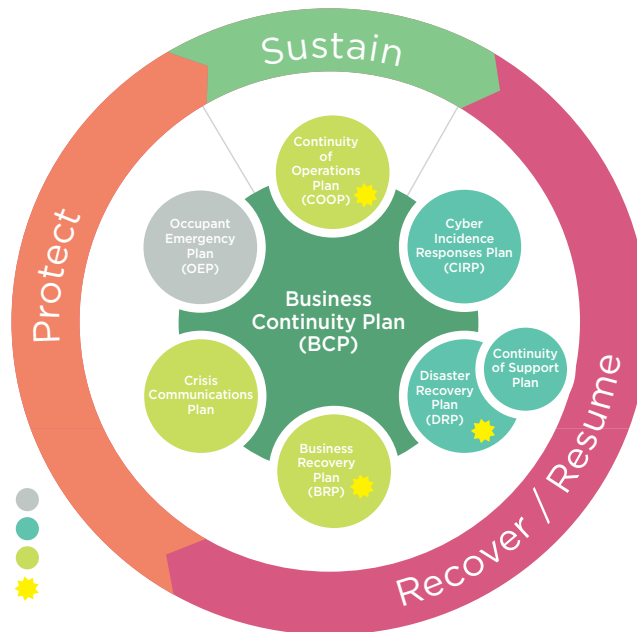 Sustain
Protect
Recover / Resume
Continuity
of
Operations
Plan
(COOP)
Occupant
Emergency
Plan
(OEP)
Cyber
Incidence
Responses Plan
(CIRP)
Business
Continuity Plan
(BCP)
Crisis
Communications
Plan
Disaster
Recovery
Plan
(DRP)
Continuity
of Support
Plan
Business
Recovery
Plan
(BRP)